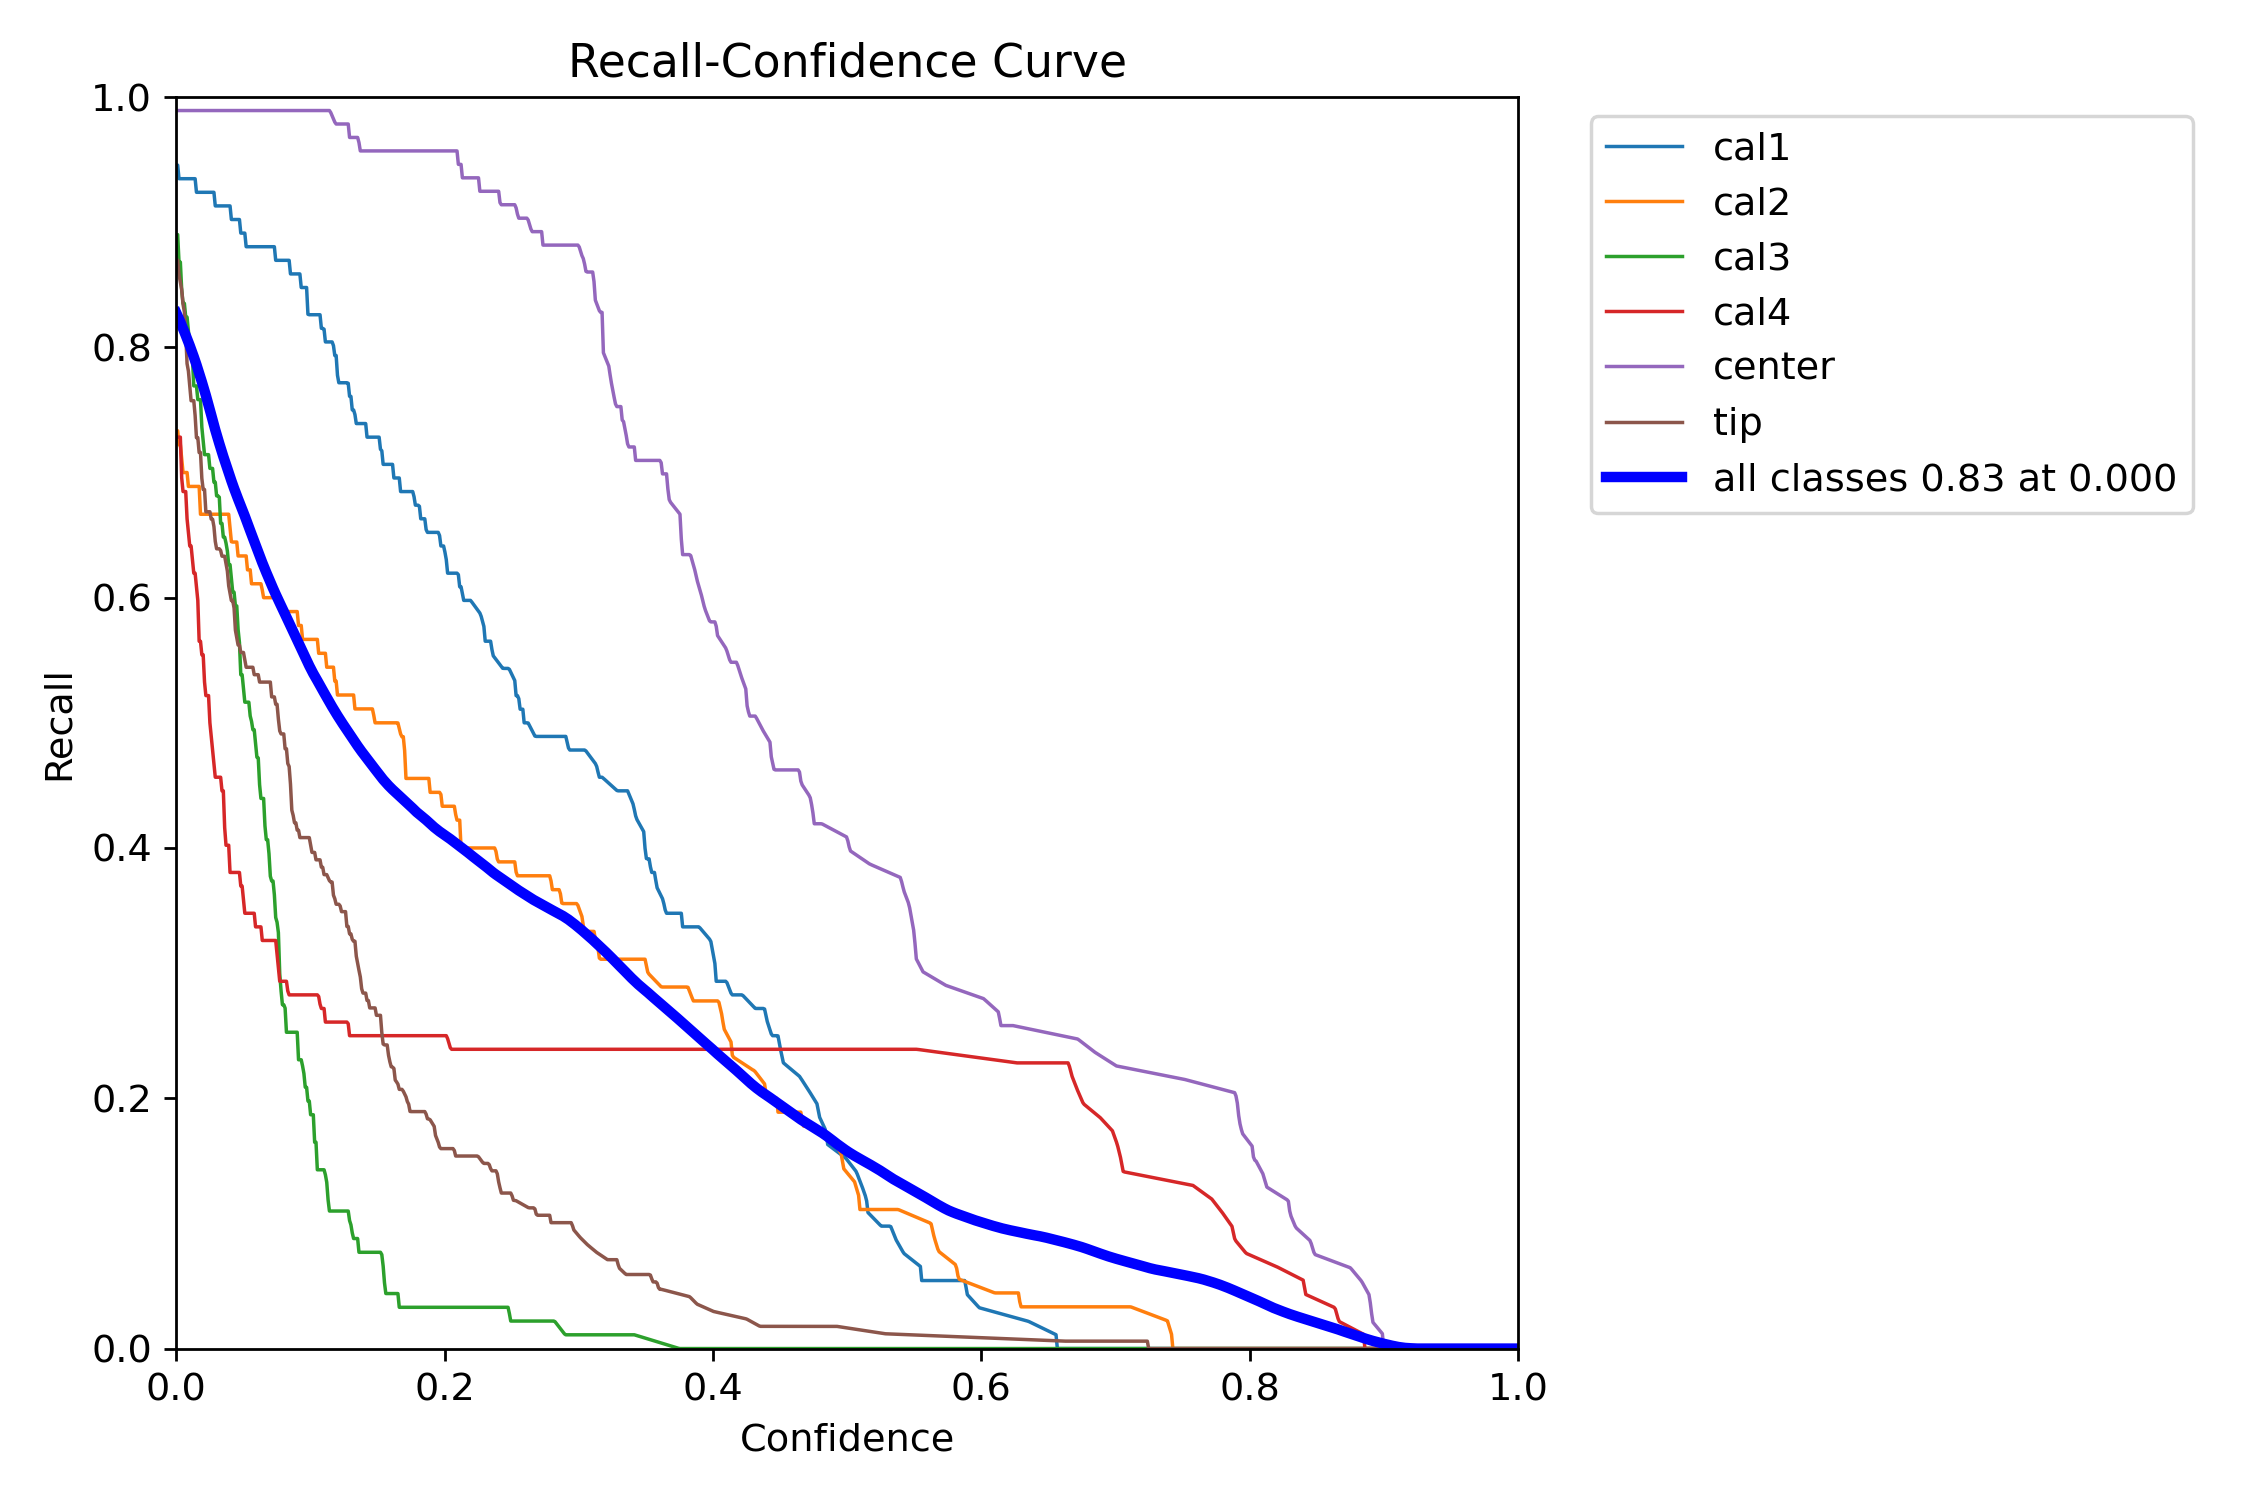 Recall-Confidence Curve
1.0
0.8
0.6
0.4
0.2
0.0
Recall
0.0 0.2 0.4 0.6 0.8 1.0
Confidence
cal1
cal2
cal3
cal4
center
tip
all classes 0.83 at 0.000